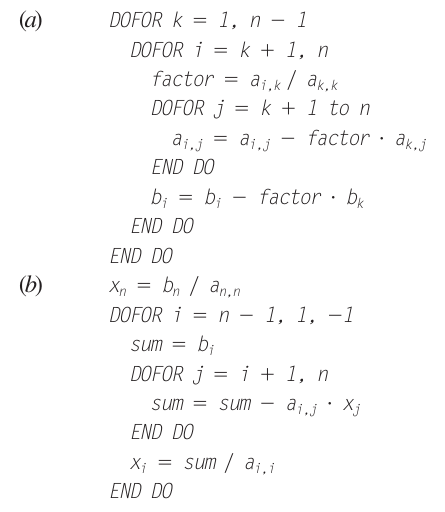 (a) DOFOR k = 1, n − 1
DOFOR i = k + 1, n
factor = a_{i,k} / a_{k,k}
DOFOR j = k + 1 to n
a_{i,j} = a_{i,j} − factor · a_{k,j}
END DO
b_i = b_i − factor · b_k
END DO
END DO
(b) x_n = b_n / a_{n,n}
DOFOR i = n − 1, 1, −1
sum = b_i
DOFOR j = i + 1, n
sum = sum − a_{i,j} · x_j
END DO
x_i = sum / a_{i,i}
END DO